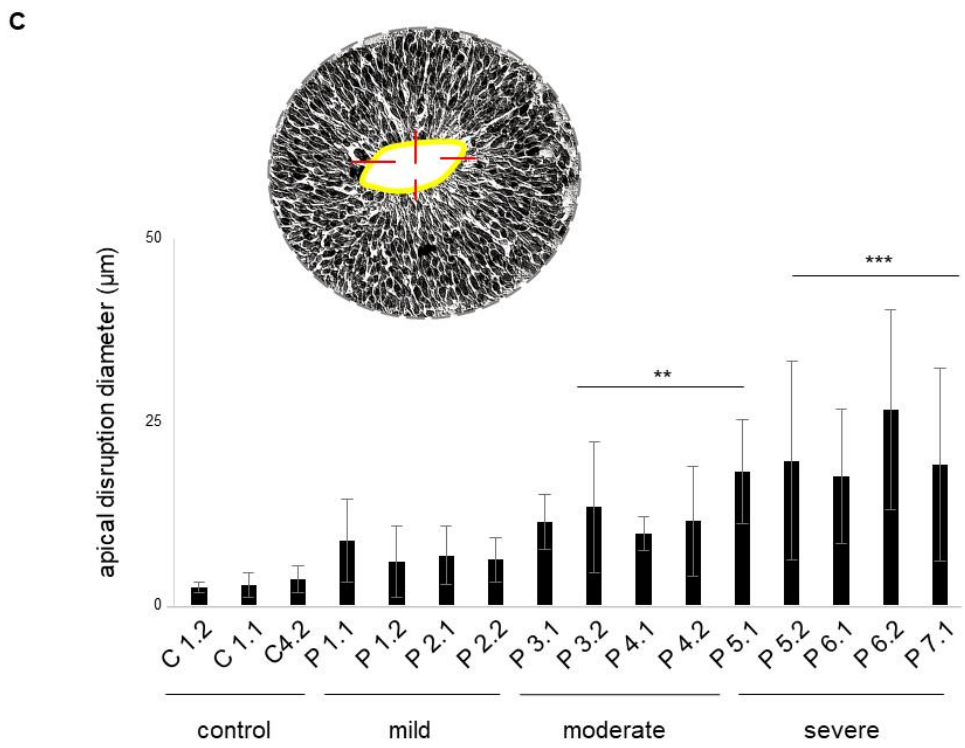 C
apical disruption diameter (μm)
50
25
0
***
**
C 1.2
C 1.1
C4.2
P 1.1
P 1.2
P 2.1
P 2.2
P 3.1
P 3.2
P 4.1
P 4.2
P 5.1
P 5.2
P 6.1
P 6.2
P 7.1
control
mild
moderate
severe